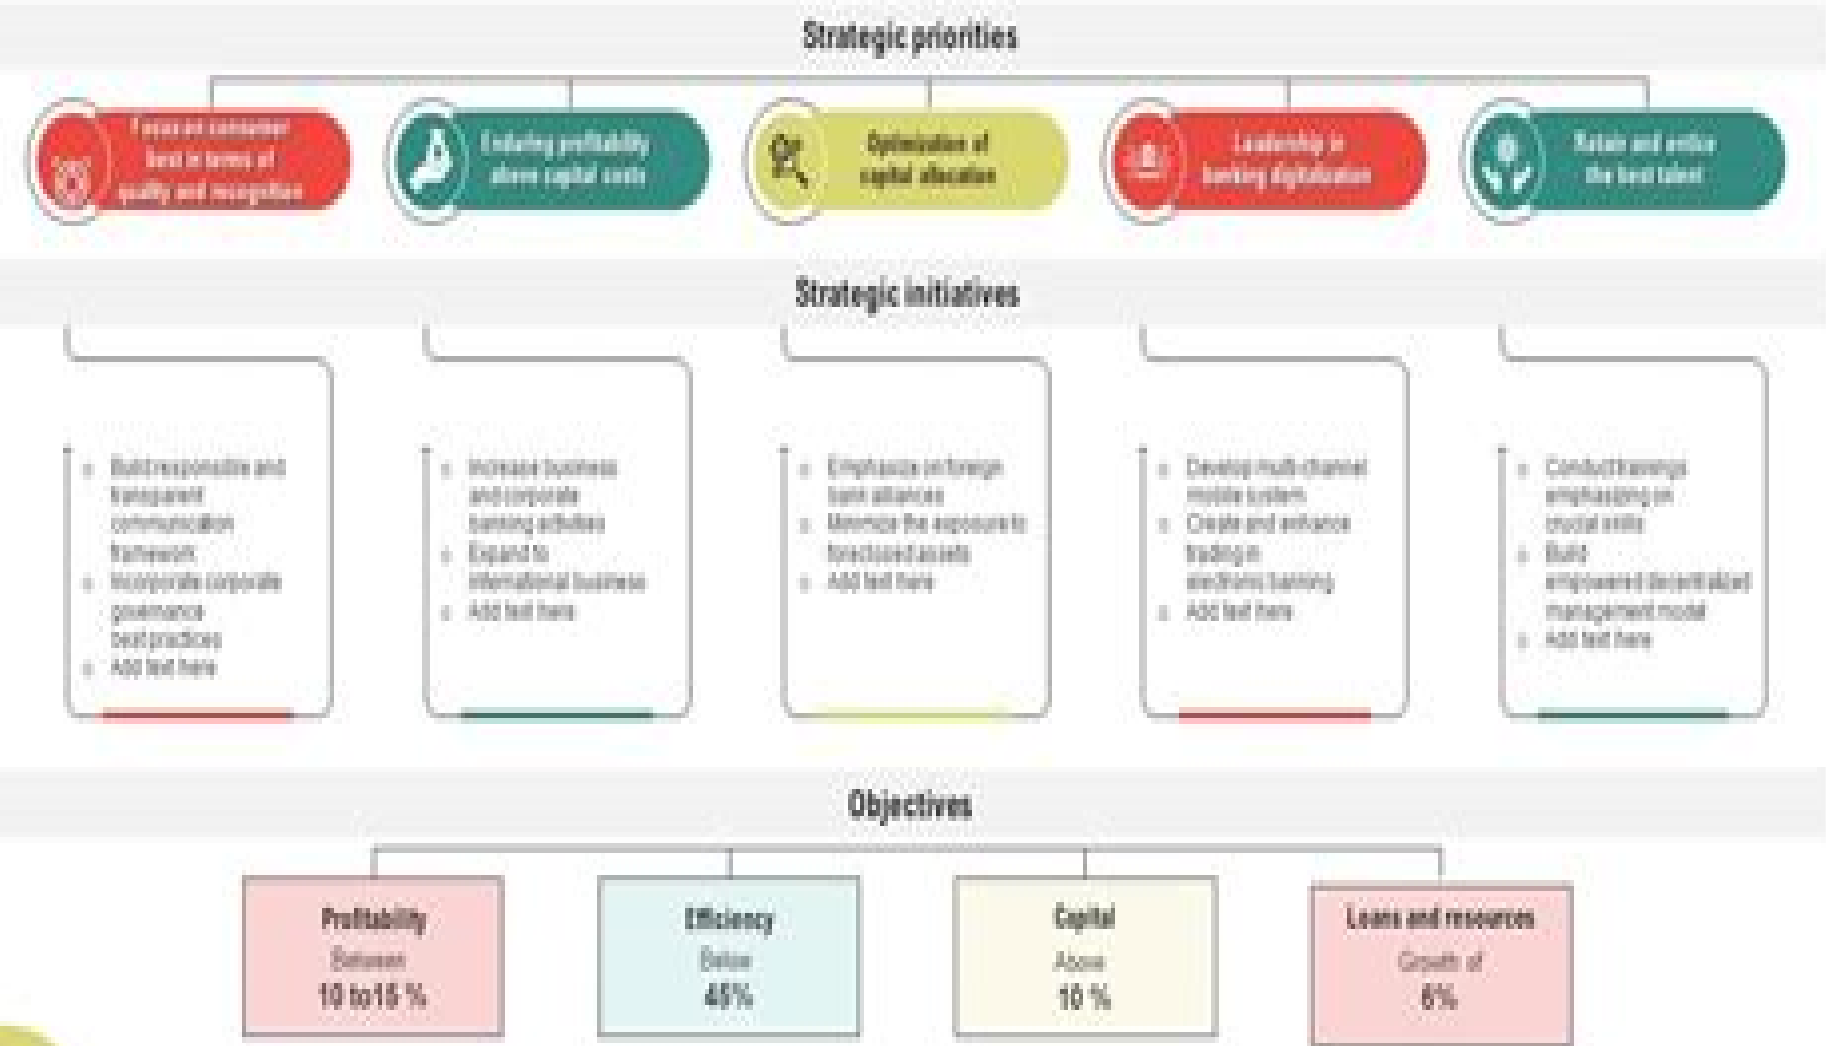 Strategic priorities
Focus on consumer
best in terms of
quality and recognition
Enduring profitability
above capital costs
Optimization of
capital allocation
Leadership in
banking digitalization
Retain and entice
the best talent
Strategic initiatives
Build responsible and
transparent
communication
framework
Incorporate corporate
governance
best practices
Add text here
Increase business
and corporate
banking activities
Expand to
international business
Add text here
Emphasize on foreign
bank alliances
Minimize the exposure to
foreclosed assets
Add text here
Develop multi-channel
mobile system
Create and enhance
trading in
electronic banking
Add text here
Conduct trainings
emphasizing on
crucial skills
Build
empowered decentralized
management model
Add text here
Objectives
Profitability
Between
10 to15 %
Efficiency
Below
45%
Capital
Above
10 %
Loans and resources
Growth of
6%